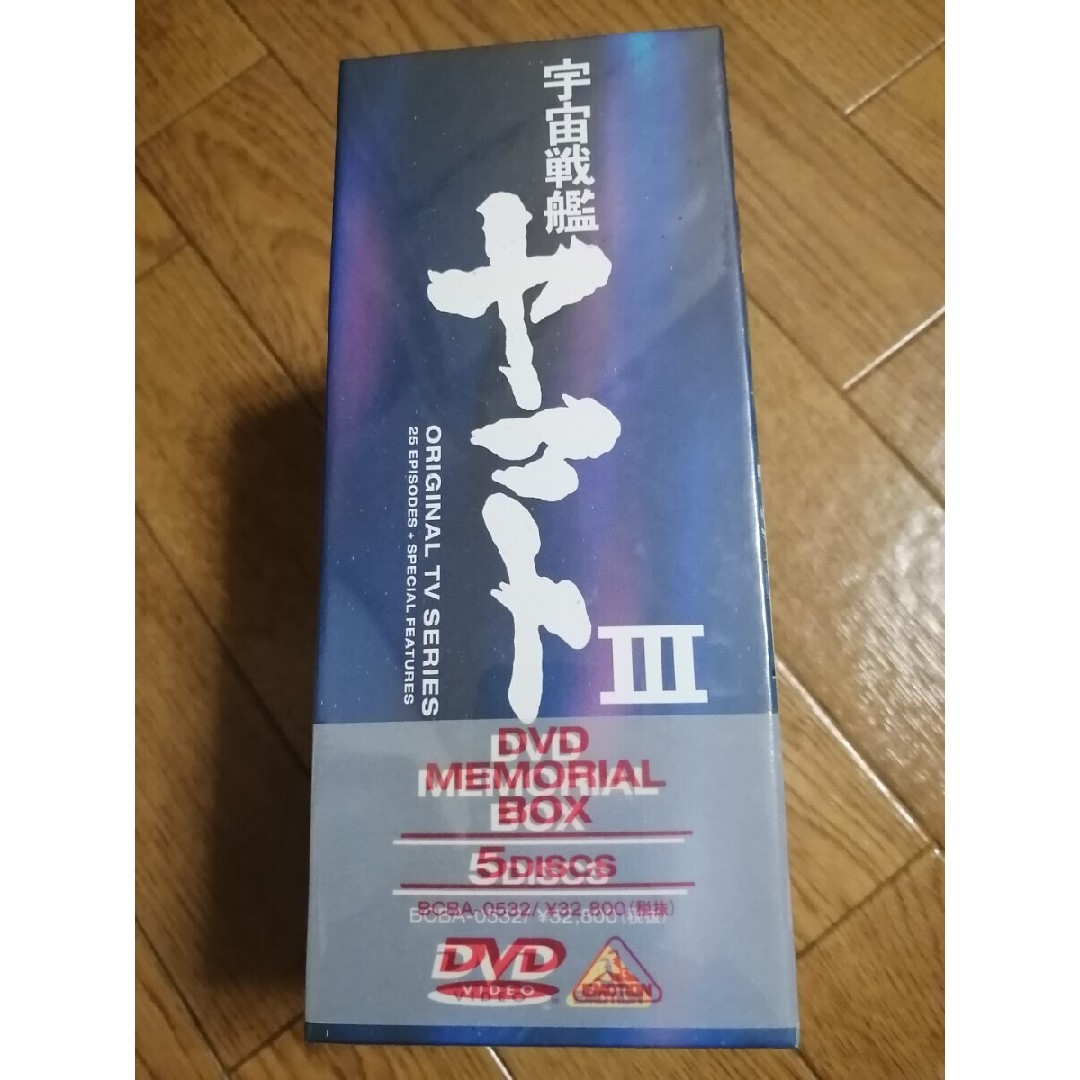 宇宙戦艦
ヤマト
III
ORIGINAL TV SERIES
25 EPISODES + SPECIAL FEATURES
DVD
MEMORIAL
BOX
5DISCS
BCBA-0532/ ¥32,800(税抜)
DVD
VIDEO
EMOTION